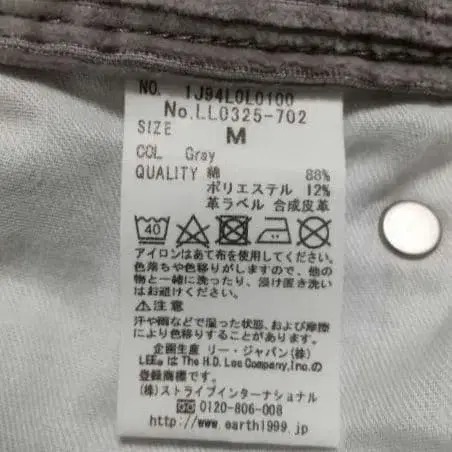 NO. 1J94L0L0100
No.LL0325-702
SIZE M
COL Gray
QUALITY 綿 88%
ポリエステル 12%
革ラベル 合成皮革
40
アイロンはあて布を使用してください。
色落ちや色移りがしますので、他の
物と一緒に洗ったり、浸け置き洗い
はお避けください。
⚠注意
汗や雨などで湿った状態、および摩擦
により色移りすることがあります。
企画生産 リー・ジャパン(株)
LEE® は The H.D. Lee Company, Inc. の
登録商標です。
(株)ストライプインターナショナル
0120-806-008
http://www.earth1999.jp